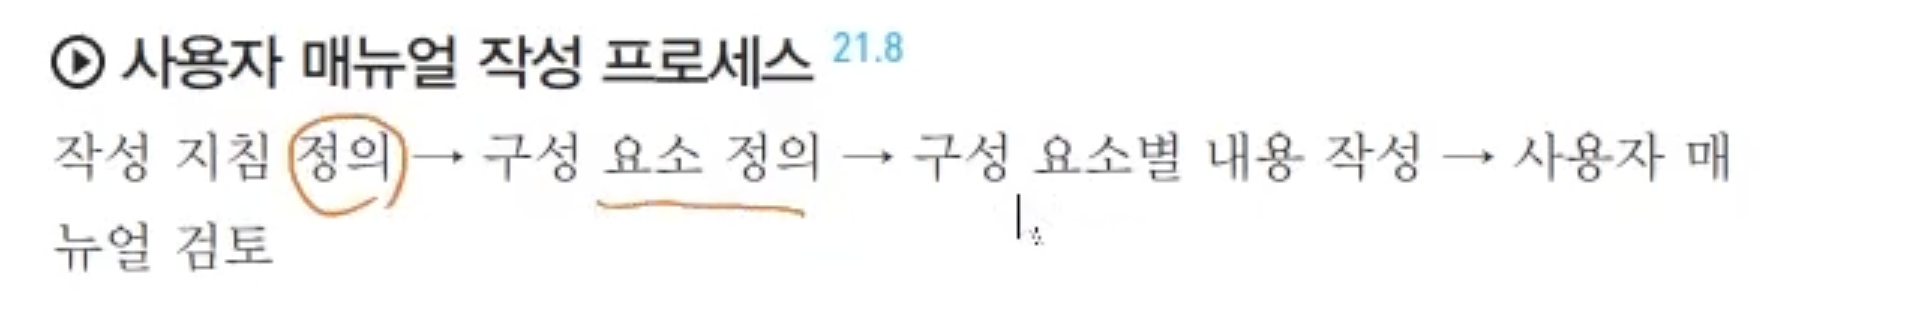 사용자 매뉴얼 작성 프로세스 21.8
작성 지침 정의 → 구성 요소 정의 → 구성 요소별 내용 작성 → 사용자 매
뉴얼 검토